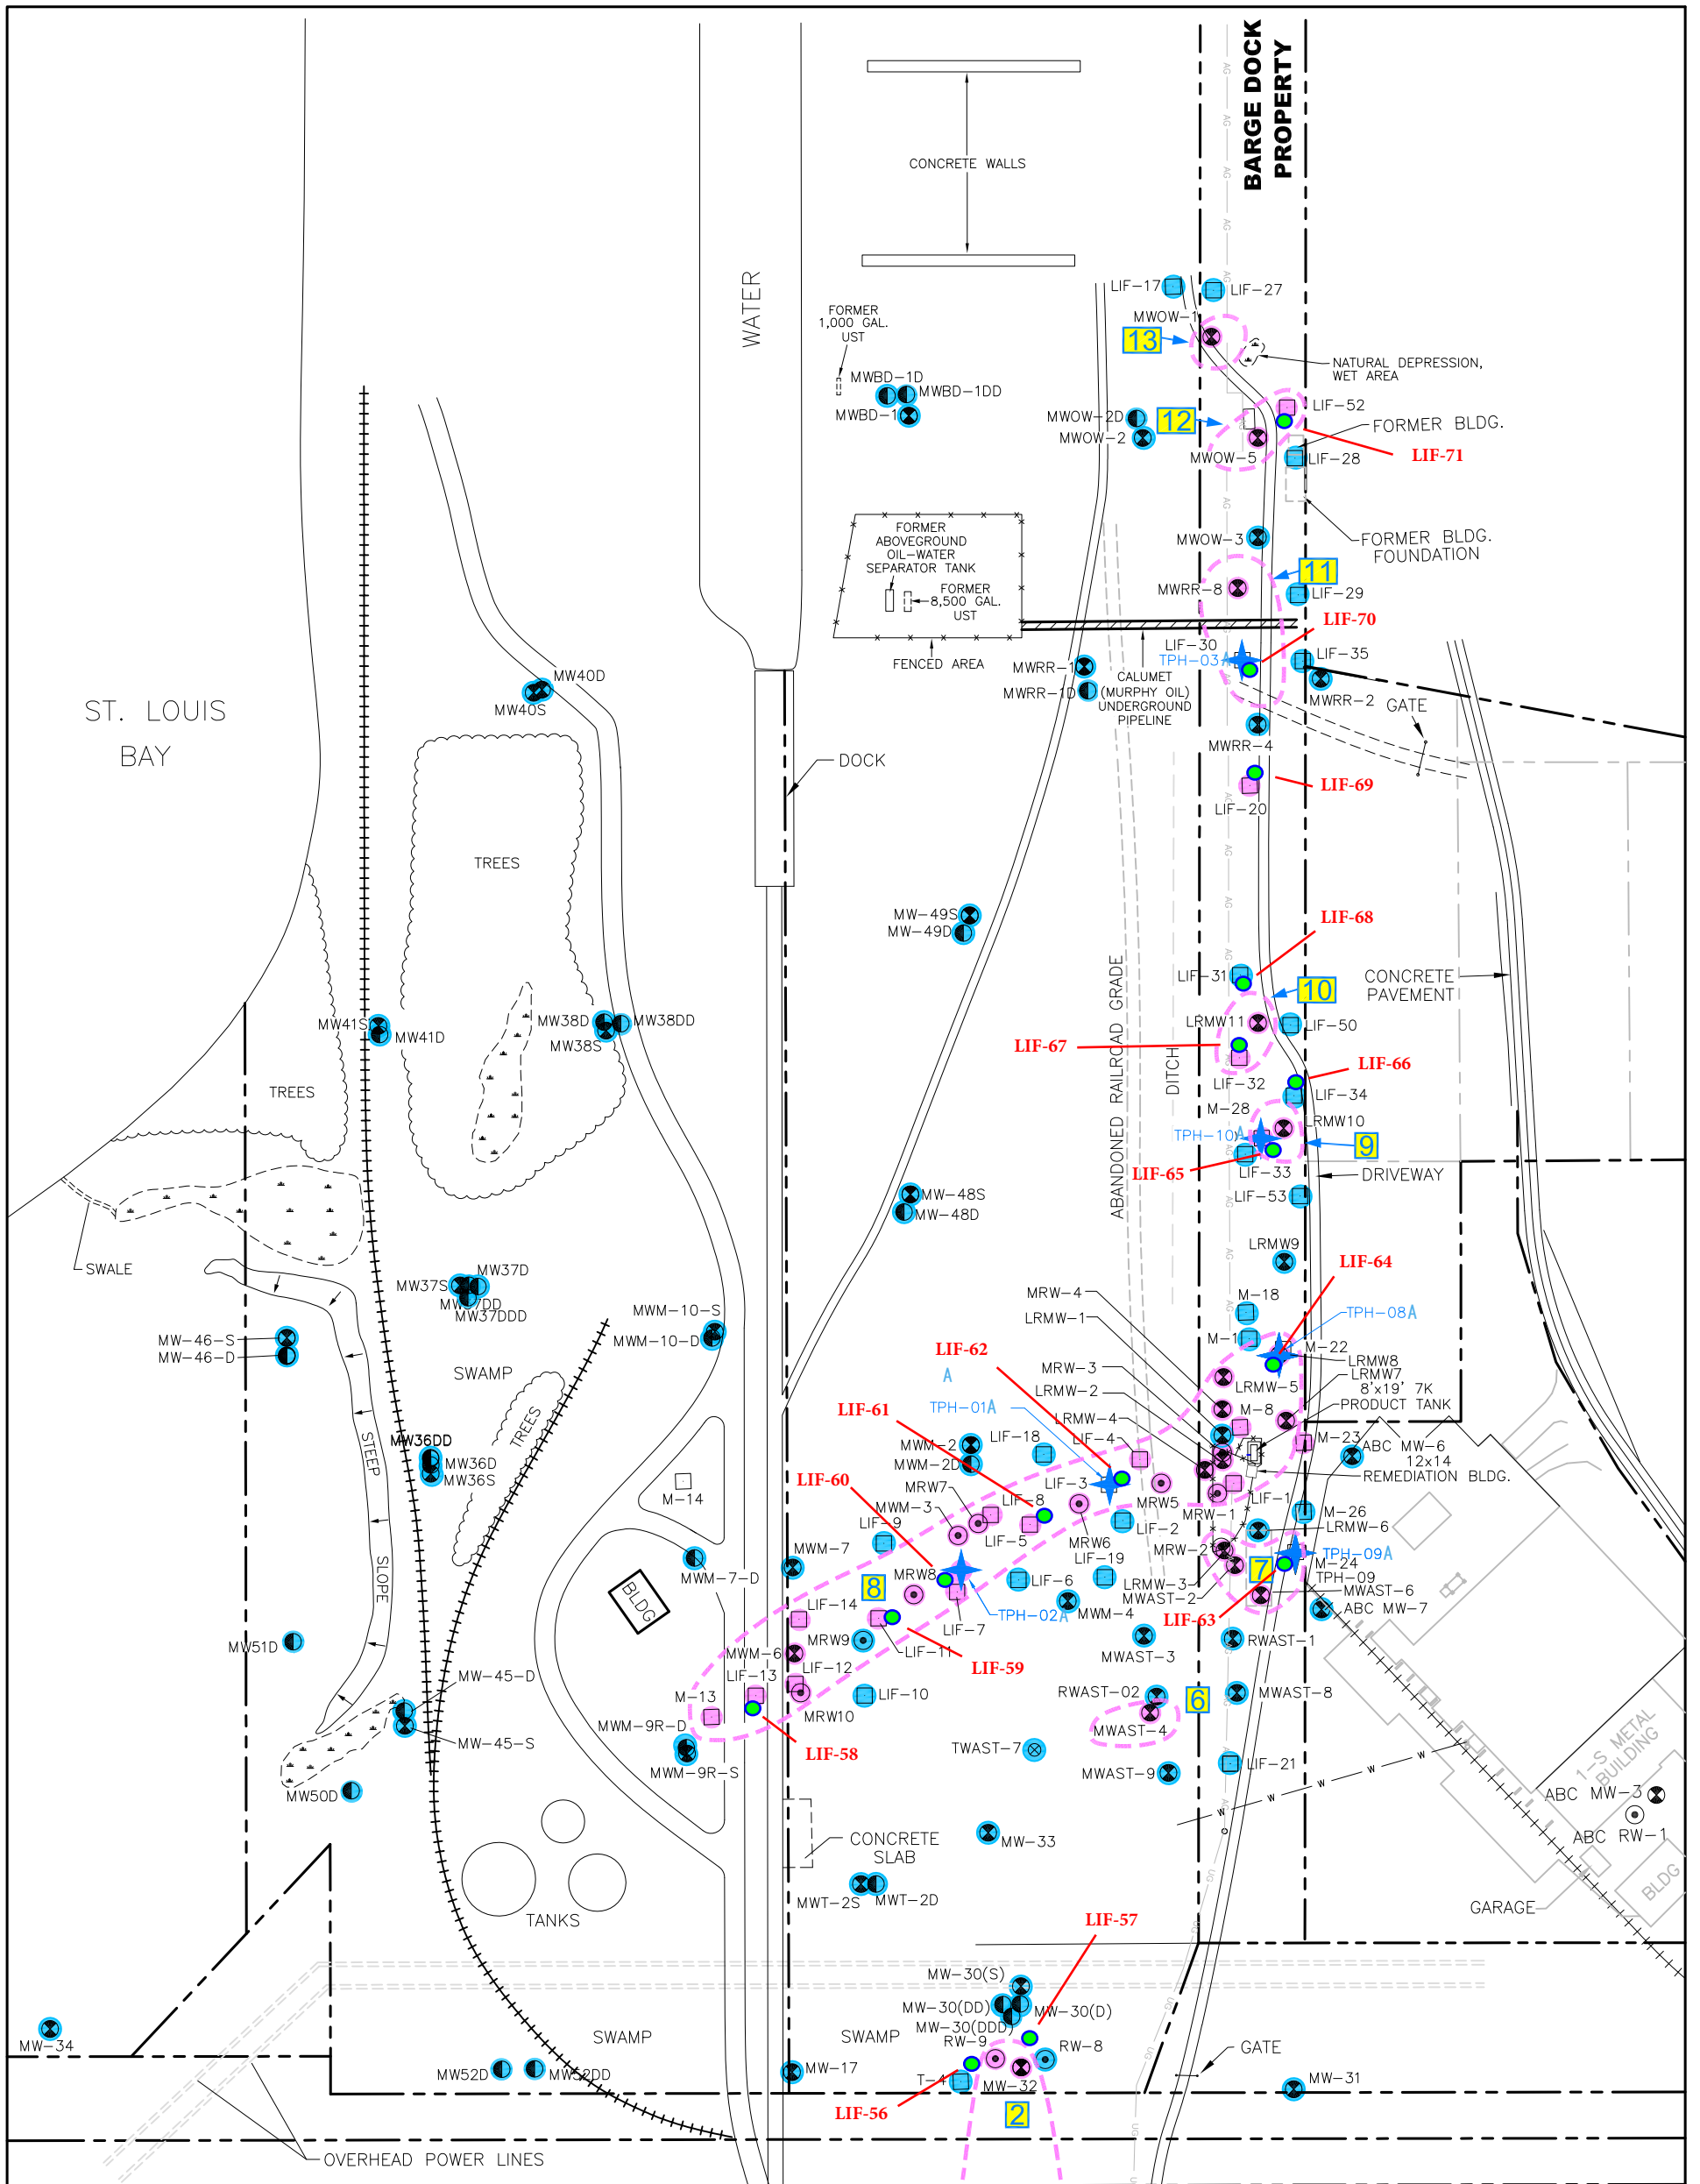 BARGE DOCK
PROPERTY
CONCRETE WALLS
WATER
LIF-17
LIF-27
MWOW-1
13
FORMER
1,000 GAL.
UST
NATURAL DEPRESSION,
WET AREA
MWBD-1D
MWBD-1DD
MWBD-1
MWOW-2D
MWOW-2
12
LIF-52
FORMER BLDG.
MWOW-5
LIF-28
LIF-71
FORMER
ABOVEGROUND
OIL-WATER
SEPARATOR TANK
FORMER
8,500 GAL.
UST
MWOW-3
FORMER BLDG.
FOUNDATION
11
MWRR-8
LIF-29
LIF-70
LIF-30
TPH-03A
LIF-35
FENCED AREA
MWRR-1
MWRR-1D
CALUMET
(MURPHY OIL)
UNDERGROUND
PIPELINE
MWRR-2
GATE
MW40D
MW40S
ST. LOUIS
BAY
MWRR-4
DOCK
LIF-69
LIF-20
TREES
MW-49S
MW-49D
LIF-68
LIF-31
CONCRETE
PAVEMENT
10
ABANDONED RAILROAD GRADE
DITCH
MW41S
MW41D
MW38D
MW38DD
MW38S
LRMW11
LIF-50
LIF-67
LIF-66
LIF-32
LIF-34
TREES
M-28
LRMW10
TPH-10A
9
LIF-33
LIF-65
DRIVEWAY
LIF-53
MW-48S
MW-48D
SWALE
MW37S
MW37D
MW37DD
MW37DDD
LRMW9
LIF-64
MRW-4
M-18
MWM-10-S
MWM-10-D
LRMW-1
TPH-08A
MW-46-S
MW-46-D
M-1
M-22
LIF-62
A
MRW-3
LRMW8
LRMW7
SWAMP
LRMW-2
LRMW-5
8'x19' 7K
PRODUCT TANK
LIF-61
TPH-01A
LRMW-4
M-8
TREES
STEEP
SLOPE
MW36DD
MW36D
MW36S
MWM-2
MWM-2D
LIF-18
LIF-4
M-23
ABC MW-6
12x14
REMEDIATION BLDG.
M-14
LIF-60
MRW7
MWM-3
LIF-3
LIF-8
MRW5
LIF-1
MRW-1
M-26
LIF-9
LIF-5
MRW6
LIF-2
LRMW-6
MWM-7
MWM-7-D
MRW-2
TPH-09A
M-24
TPH-09
LIF-19
7
MRW8
8
LIF-6
LRMW-3
MWAST-2
MWAST-6
BLDG
LIF-14
TPH-02A
LIF-7
MWM-4
LIF-63
ABC MW-7
MW51D
MWM-6
MRW9
LIF-11
MWAST-3
RWAST-1
LIF-12
LIF-13
LIF-59
MW-45-D
M-13
LIF-10
RWAST-02
6
MWAST-8
MRW10
MWAST-4
MW-45-S
MWM-9R-D
MWM-9R-S
LIF-58
TWAST-7
MWAST-9
LIF-21
1-S METAL
BUILDING
MW50D
ABC MW-3
ABC RW-1
MW-33
CONCRETE
SLAB
BLDG
MWT-2S
MWT-2D
GARAGE
TANKS
LIF-57
MW-30(S)
MW-30(DD)
MW-30(D)
MW-30(DDD)
MW-34
SWAMP
SWAMP
RW-9
RW-8
GATE
MW52D
MW52DD
MW-17
T-4
MW-32
MW-31
LIF-56
2
OVERHEAD POWER LINES